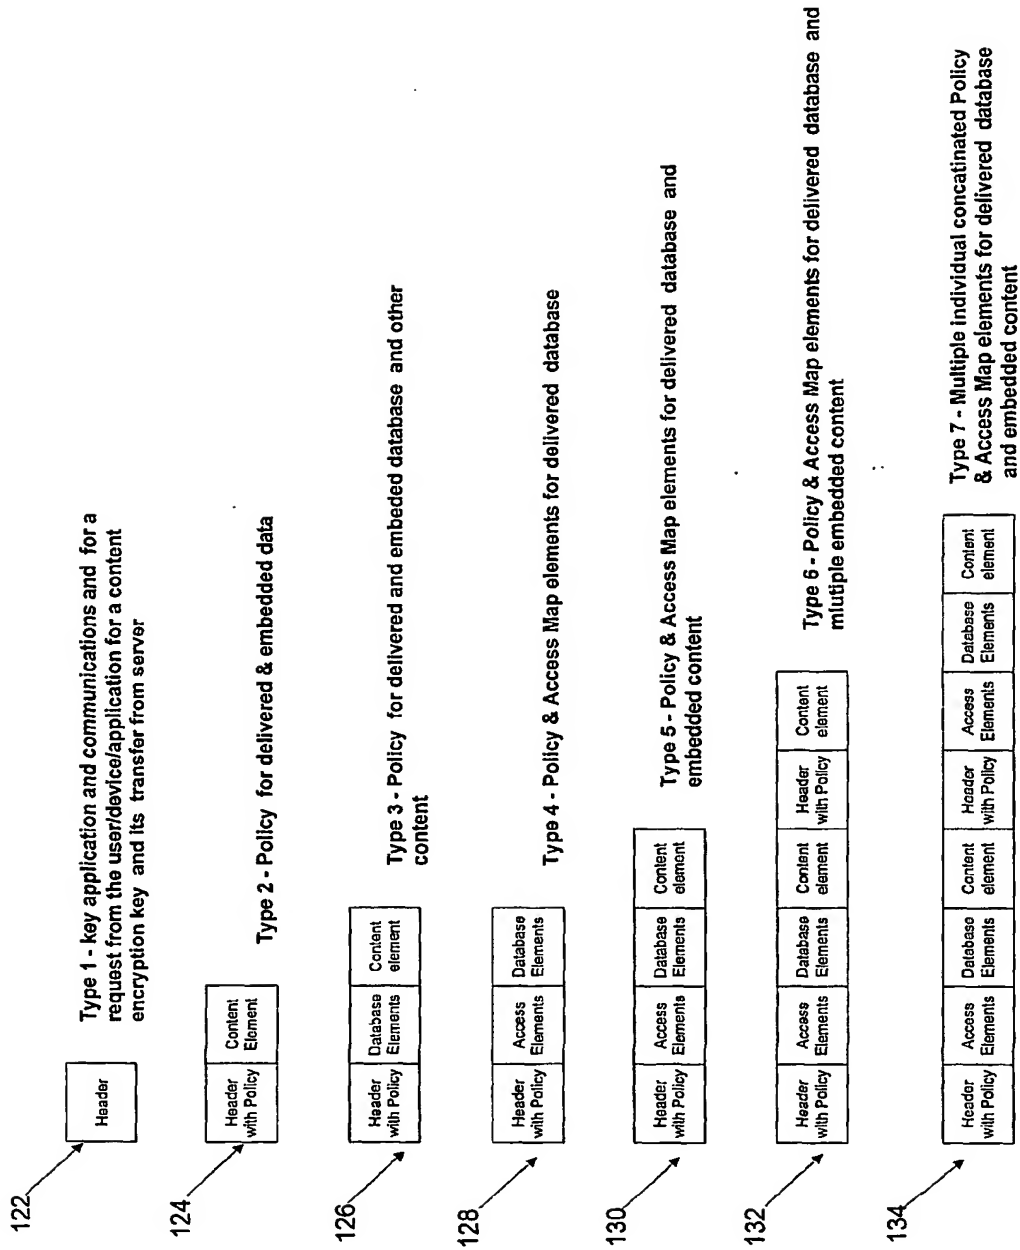 122
Header
Type 1 - key application and communications and for a
request from the user/device/application for a content
encryption key and its transfer from server
124
Header
with Policy
Content
Element
Type 2 - Policy for delivered & embedded data
126
Header
with Policy
Database
Elements
Content
element
Type 3 - Policy for delivered and embeded database and other
content
128
Header
with Policy
Access
Elements
Database
Elements
Type 4 - Policy & Access Map elements for delivered database
130
Header
with Policy
Access
Elements
Database
Elements
Content
element
Type 5 - Policy & Access Map elements for delivered database and
embedded content
132
Header
with Policy
Access
Elements
Database
Elements
Content
element
Header
with Policy
Content
element
Type 6 - Policy & Access Map elements for delivered database and
mlutiple embedded content
134
Header
with Policy
Access
Elements
Database
Elements
Content
element
Header
with Policy
Access
Elements
Database
Elements
Content
element
Type 7 - Multiple individual concatinated Policy
& Access Map elements for delivered database
and embedded content